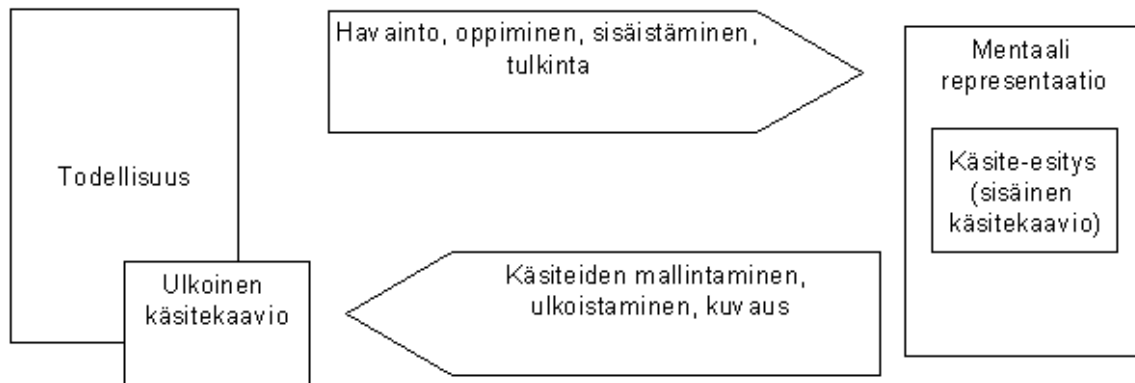 Havainto, oppiminen, sisäistäminen,
tulkinta
Mentaali
representaatio
Todellisuus
Käsite-esitys
(sisäinen
käsitekaavio)
Ulkoinen
käsitekaavio
Käsiteiden mallintaminen,
ulkoistaminen, kuvaus